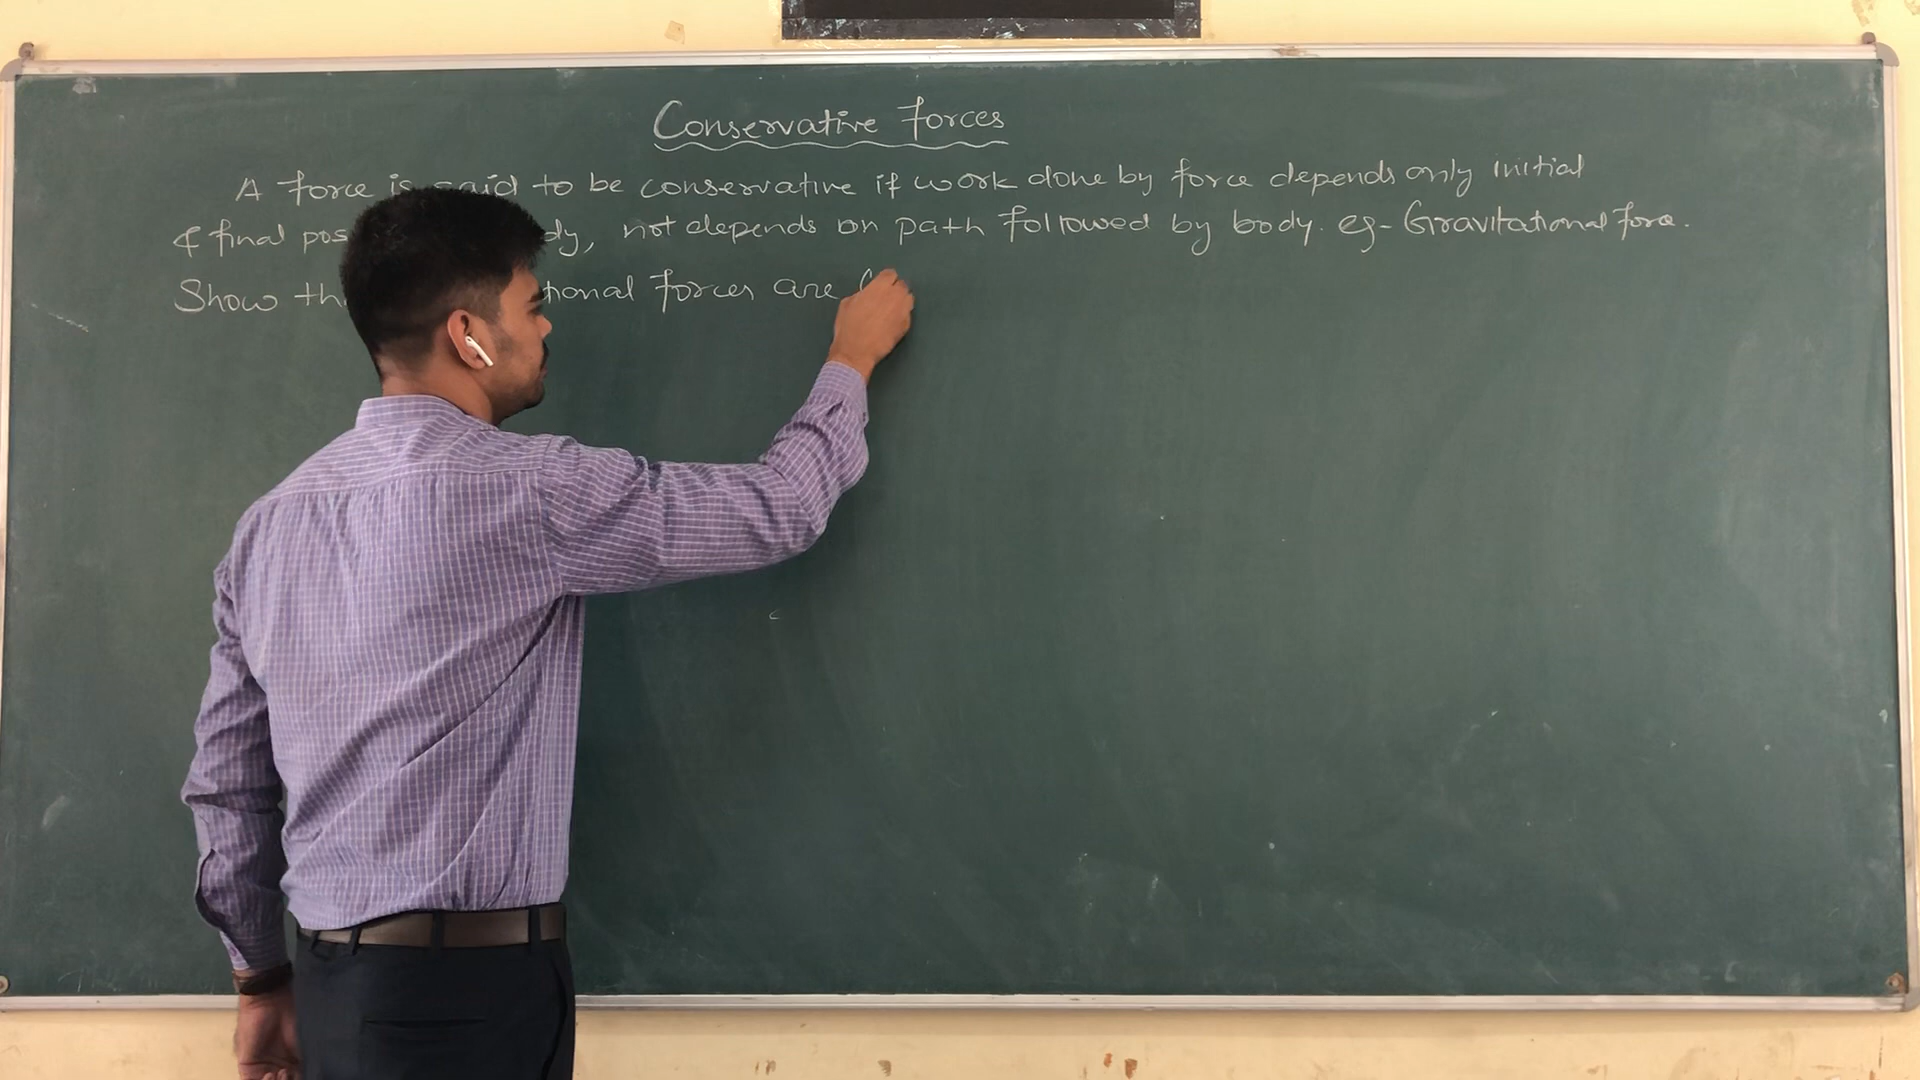 Conservative Forces
A force is said to be conservative if work done by force depends only initial
& final pos dy, not depends on path followed by body. eg- Gravitational force.
Show th tional forces are